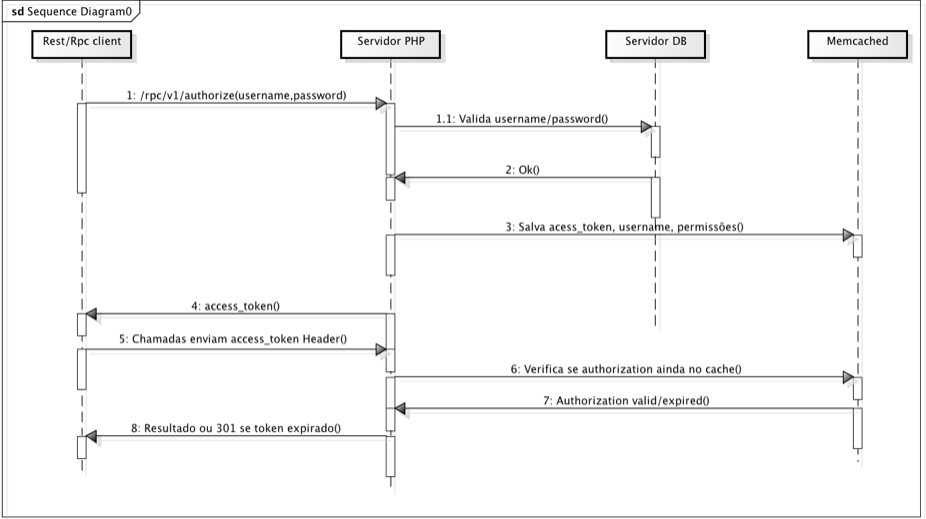 sd Sequence Diagram0
Rest/Rpc client
Servidor PHP
Servidor DB
Memcached
1: /rpc/v1/authorize(username,password)
1.1: Valida username/password()
2: Ok()
3: Salva acess_token, username, permissões()
4: access_token()
5: Chamadas enviam access_token Header()
6: Verifica se authorization ainda no cache()
7: Authorization valid/expired()
8: Resultado ou 301 se token expirado()